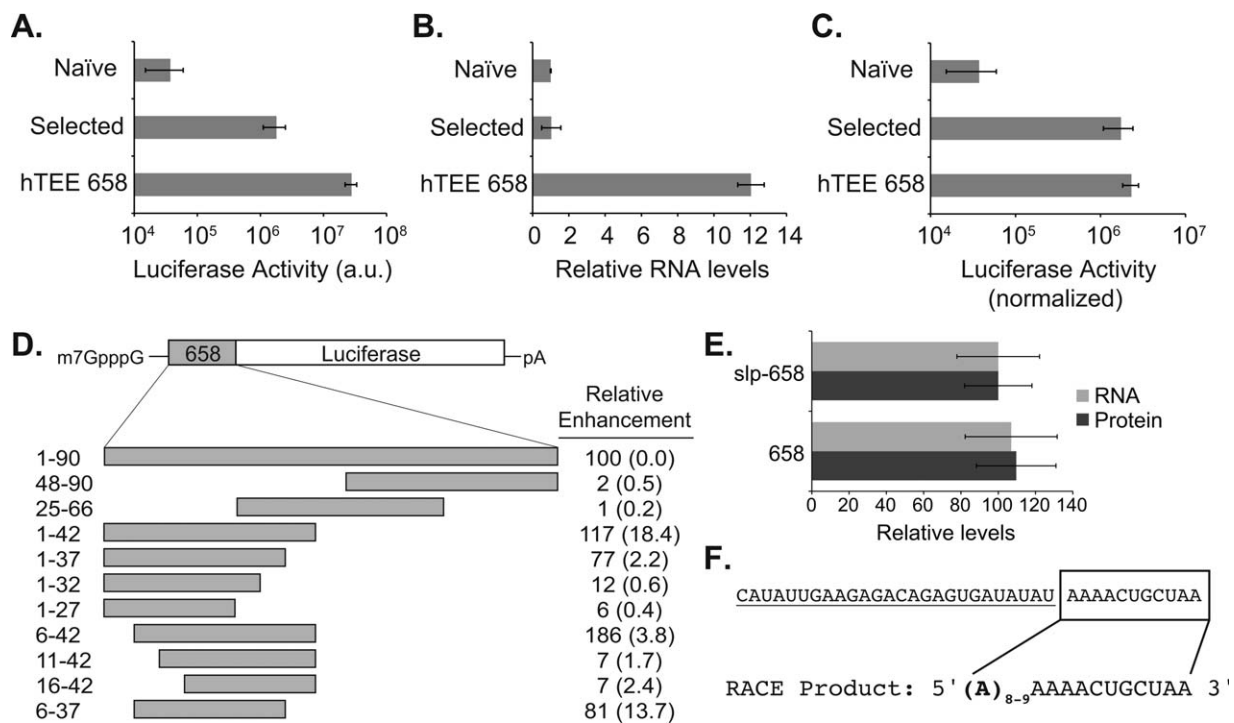 A.
Naïve
Selected
hTEE 658
10⁴ 10⁵ 10⁶ 10⁷ 10⁸
Luciferase Activity (a.u.)
B.
Naïve
Selected
hTEE 658
0 2 4 6 8 10 12 14
Relative RNA levels
C.
Naïve
Selected
hTEE 658
10⁴ 10⁵ 10⁶ 10⁷
Luciferase Activity
(normalized)
D.
m7GpppG 658 Luciferase pA
Relative
Enhancement
1-90 100 (0.0)
48-90 2 (0.5)
25-66 1 (0.2)
1-42 117 (18.4)
1-37 77 (2.2)
1-32 12 (0.6)
1-27 6 (0.4)
6-42 186 (3.8)
11-42 7 (1.7)
16-42 7 (2.4)
6-37 81 (13.7)
E.
slp-658
658
RNA
Protein
0 20 40 60 80 100 120 140
Relative levels
F.
CAUAUUGAAGAGACAGAGUGAUAUAU AAAACUGCUAA
RACE Product: 5'(A)₈₋₉AAAACUGCUAA 3'